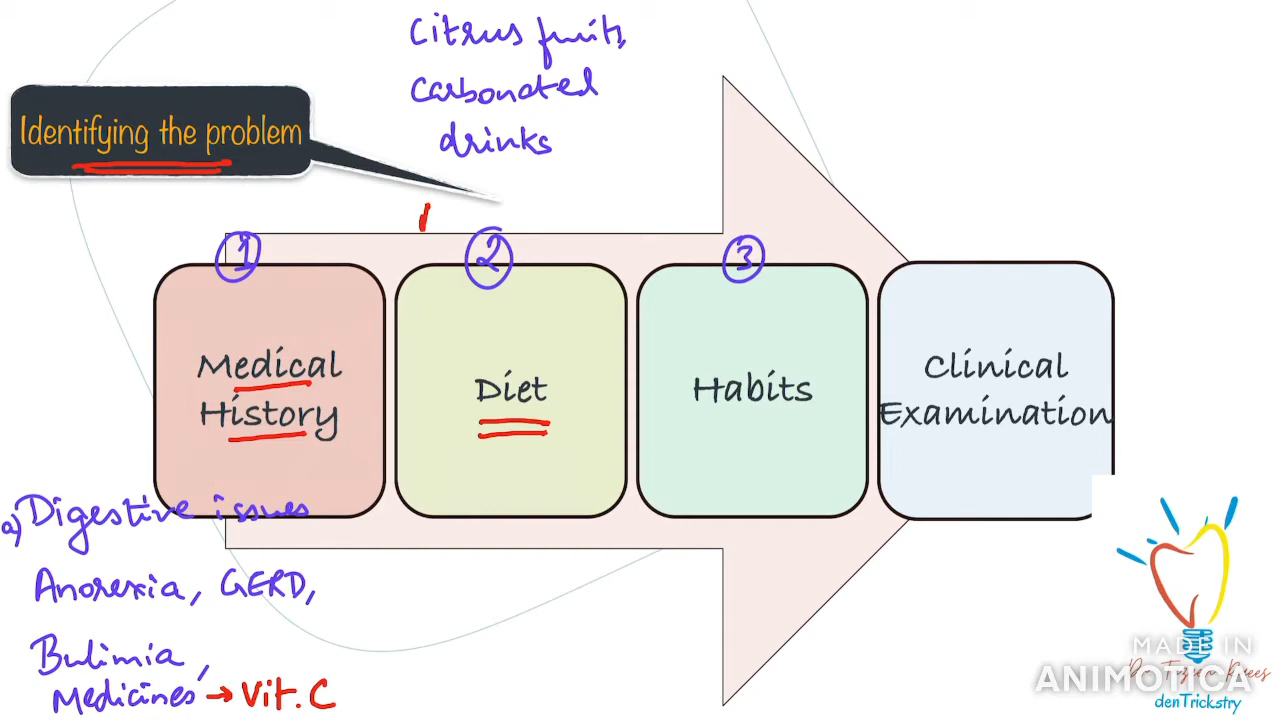 Citrus fruits,
Carbonated
drinks
Identifying the problem
1
2
3
Medical
History
Diet
Habits
Clinical
Examination
a) Digestive issues
Anorexia, GERD,
Bulimia,
Medicines → Vit. C
MADE IN
ANIMOTICA
denTrickstry